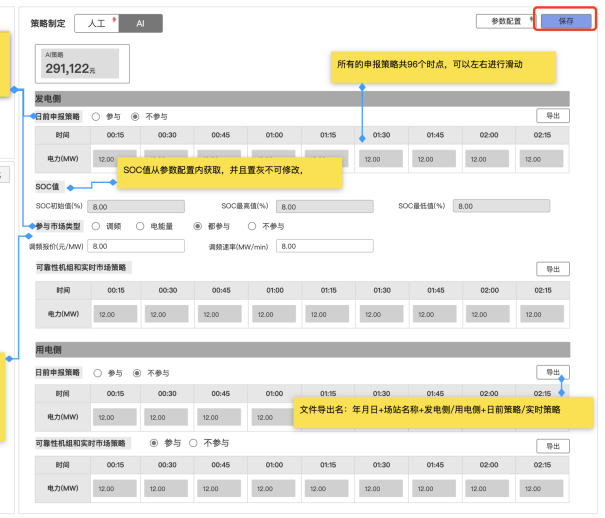 策略制定 人工 AI 参数配置 保存
AI策略
291,122元
所有的申报策略共96个时点，可以左右进行滑动
发电侧
日前申报策略 参与 不参与 导出
时间 00:15 00:30 00:45 01:00 01:15 01:30 01:45 02:00 02:15
电力(MW) 12.00 12.00 12.00 12.00 12.00
SOC值从参数配置内获取，并且置灰不可修改，
SOC值
SOC初始值(%) 8.00 SOC最高值(%) 8.00 SOC最低值(%) 8.00
参与市场类型 调频 电能量 都参与 不参与
调频报价(元/MW) 8.00 调频速率(MW/min) 8.00
可靠性机组和实时市场策略 导出
时间 00:15 00:30 00:45 01:00 01:15 01:30 01:45 02:00 02:15
电力(MW) 12.00 12.00 12.00 12.00 12.00 12.00 12.00 12.00 12.00
用电侧
日前申报策略 参与 不参与 导出
时间 00:15 00:30 00:45 01:00 01:15 01:30 01:45 02:00 02:15
文件导出名：年月日+场站名称+发电侧/用电侧+日前策略/实时策略
电力(MW) 12.00 12.00 12.00 12.00
可靠性机组和实时市场策略 参与 不参与 导出
时间 00:15 00:30 00:45 01:00 01:15 01:30 01:45 02:00 02:15
电力(MW) 12.00 12.00 12.00 12.00 12.00 12.00 12.00 12.00 12.00